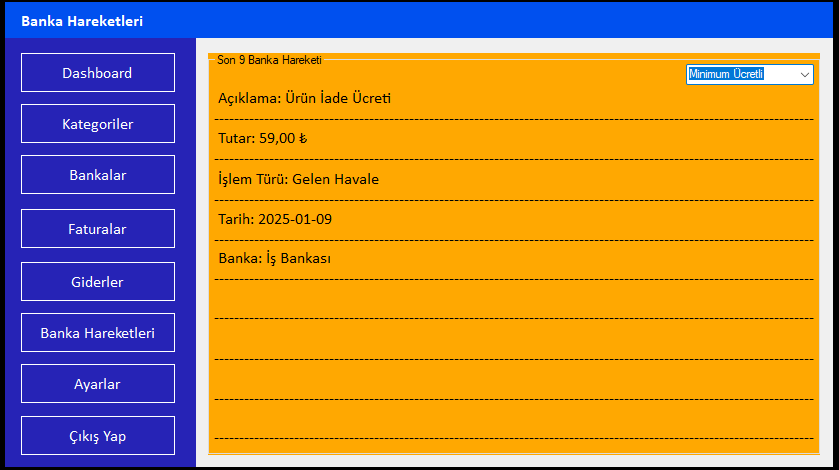 Banka Hareketleri
Dashboard
Kategoriler
Bankalar
Faturalar
Giderler
Banka Hareketleri
Ayarlar
Çıkış Yap
Son 9 Banka Hareketi
Minimum Ücretli
Açıklama: Ürün İade Ücreti
Tutar: 59,00 ₺
İşlem Türü: Gelen Havale
Tarih: 2025-01-09
Banka: İş Bankası